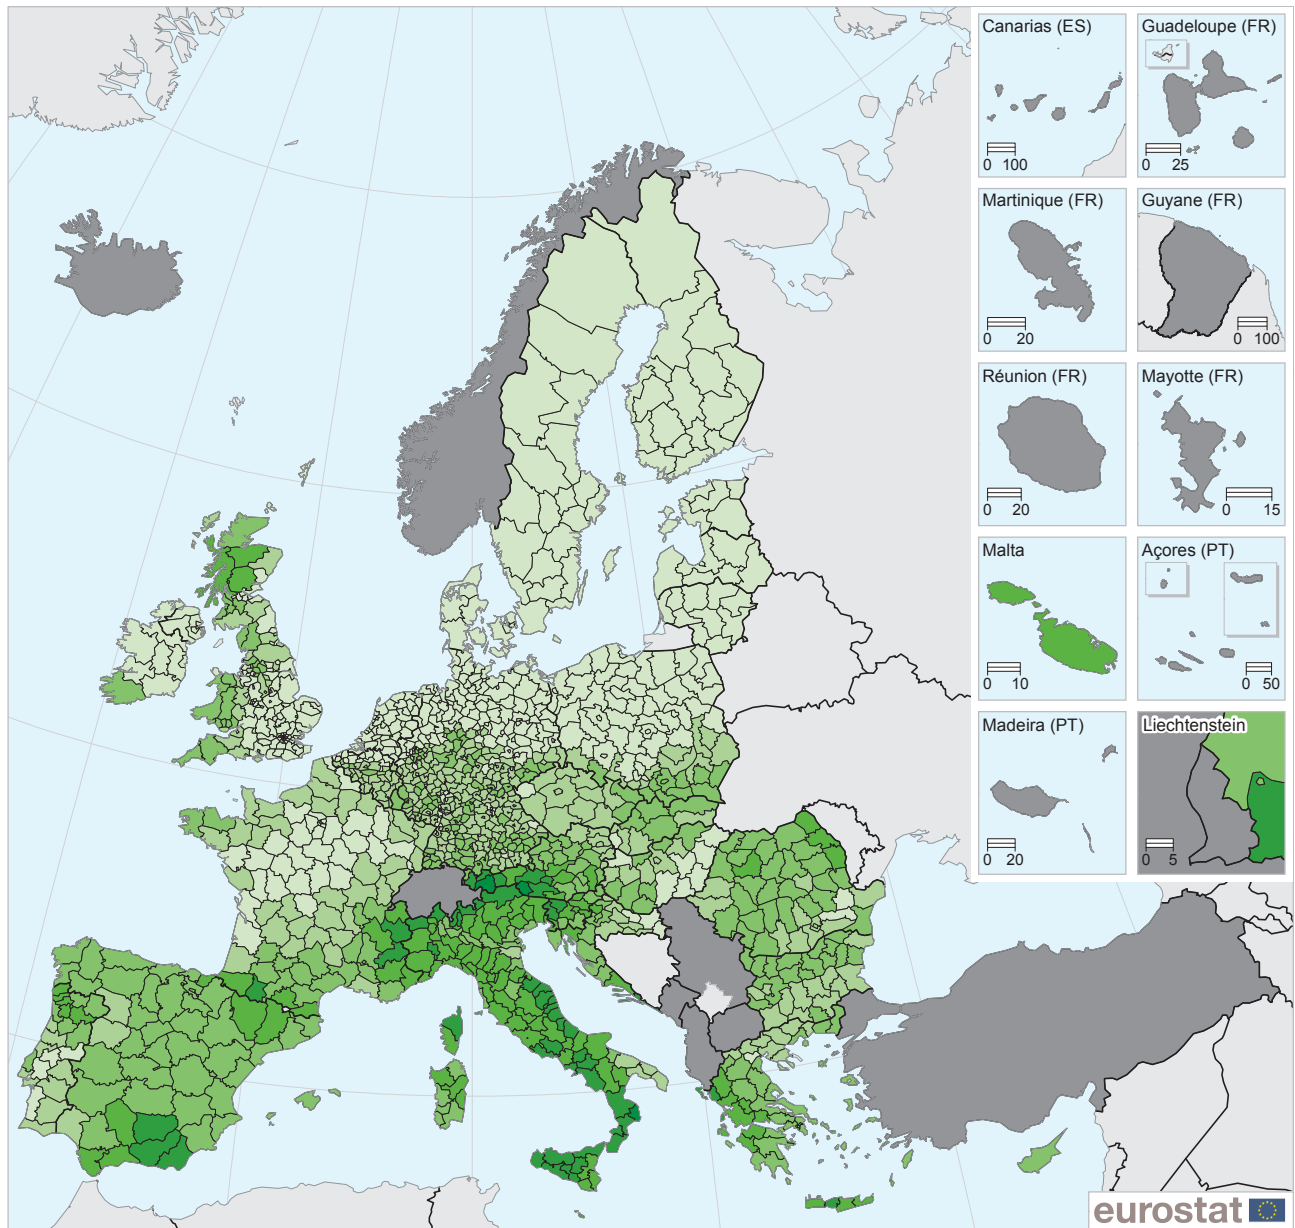 Canarias (ES)
0 100
Guadeloupe (FR)
0 25
Martinique (FR)
0 20
Guyane (FR)
0 100
Réunion (FR)
0 20
Mayotte (FR)
0 15
Malta
0 10
Açores (PT)
0 50
Madeira (PT)
0 20
Liechtenstein
0 5
eurostat